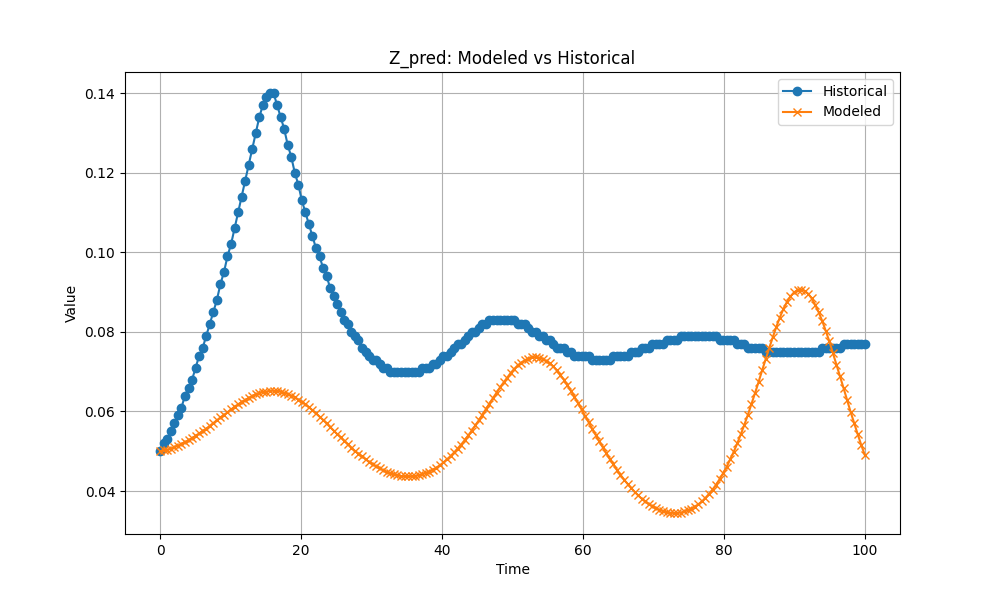 Z_pred: Modeled vs Historical
Historical
Modeled
0.14
0.12
0.10
0.08
0.06
0.04
Value
0 20 40 60 80 100
Time